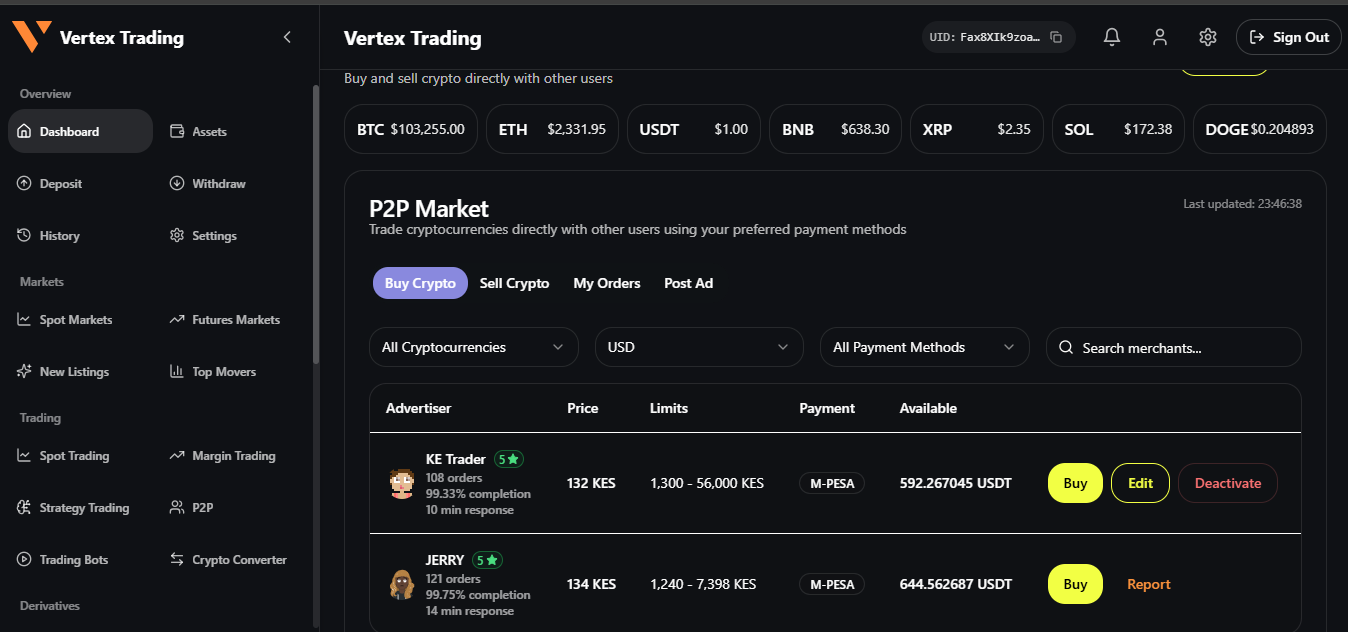 Vertex Trading
Overview
Dashboard
Assets
Deposit
Withdraw
History
Settings
Markets
Spot Markets
Futures Markets
New Listings
Top Movers
Trading
Spot Trading
Margin Trading
Strategy Trading
P2P
Trading Bots
Crypto Converter
Derivatives
Vertex Trading
UID: Fax8XIk9zoa...
Sign Out
Buy and sell crypto directly with other users
BTC $103,255.00
ETH $2,331.95
USDT $1.00
BNB $638.30
XRP $2.35
SOL $172.38
DOGE $0.204893
P2P Market
Last updated: 23:46:38
Trade cryptocurrencies directly with other users using your preferred payment methods
Buy Crypto Sell Crypto My Orders Post Ad
All Cryptocurrencies
USD
All Payment Methods
Search merchants...
Advertiser Price Limits Payment Available
KE Trader 5★
108 orders
99.33% completion
10 min response
132 KES
1,300 - 56,000 KES
M-PESA
592.267045 USDT
Buy
Edit
Deactivate
JERRY 5★
121 orders
99.75% completion
14 min response
134 KES
1,240 - 7,398 KES
M-PESA
644.562687 USDT
Buy
Report